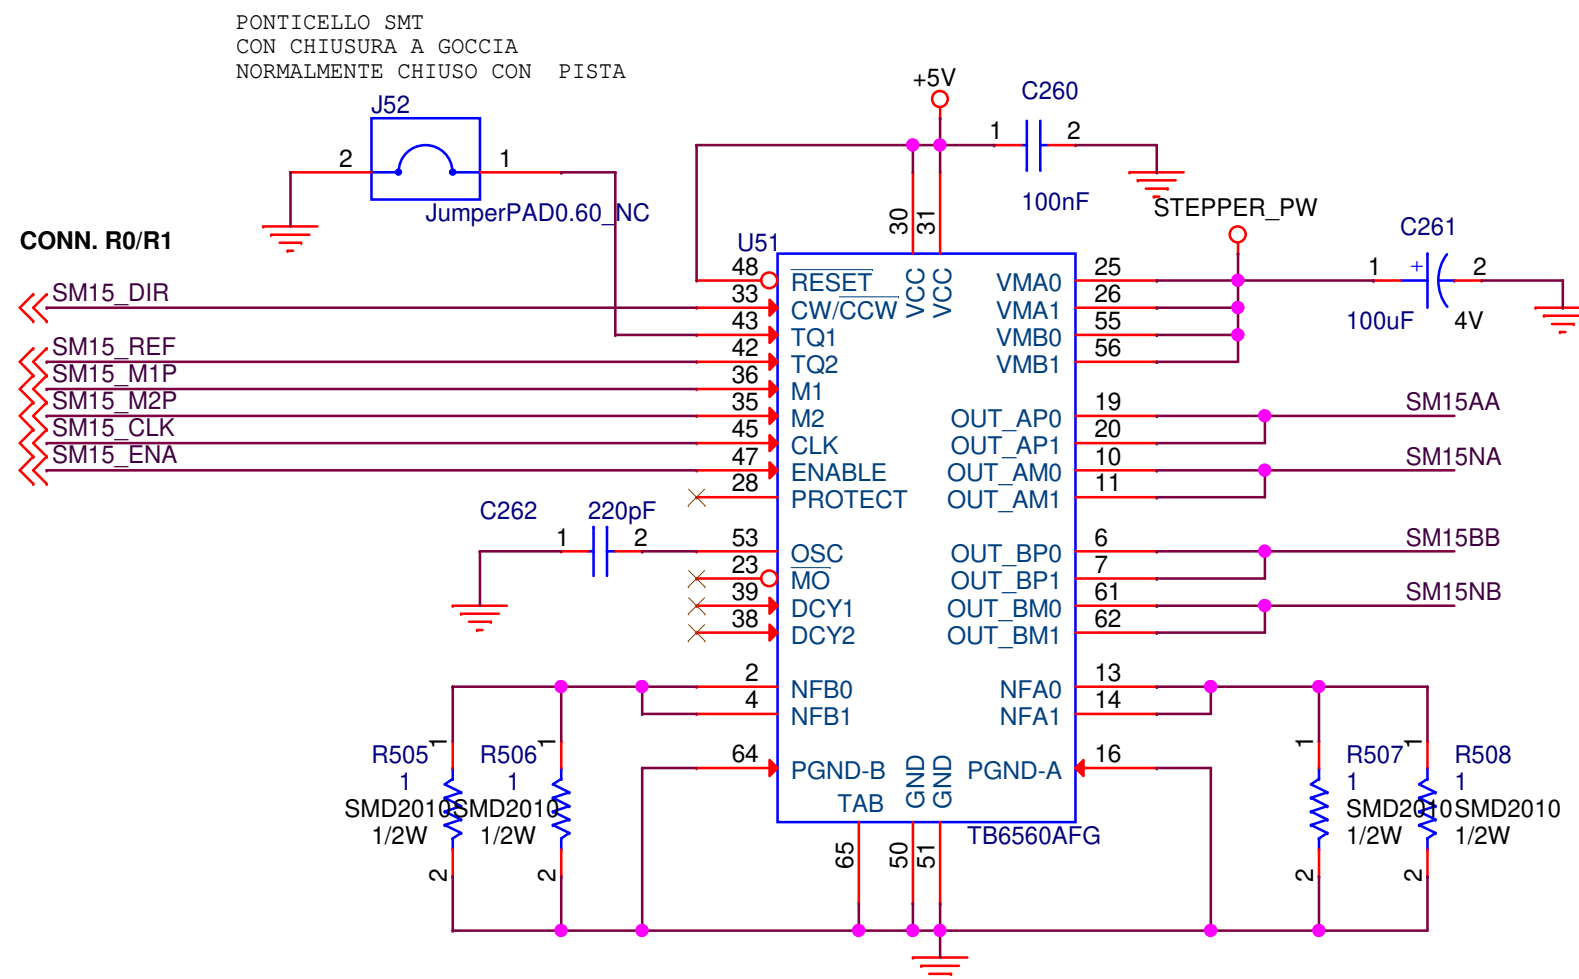 PONTICELLO SMT
CON CHIUSURA A GOCCIA
NORMALMENTE CHIUSO CON PISTA
J52
2
1
JumperPAD0.60_NC
+5V
C260
1
2
100nF
STEPPER_PW
C261
1
+
2
100uF
4V
CONN. R0/R1
SM15_DIR
SM15_REF
SM15_M1P
SM15_M2P
SM15_CLK
SM15_ENA
U51
30
31
VCC
VCC
48
RESET
33
CW/CCW
43
TQ1
42
TQ2
36
M1
35
M2
45
CLK
47
ENABLE
28
PROTECT
C262
220pF
1
2
53
OSC
23
MO
39
DCY1
38
DCY2
2
NFB0
4
NFB1
64
PGND-B
TAB
GND
GND
65
50
51
VMA0
25
VMA1
26
VMB0
55
VMB1
56
OUT_AP0
19
SM15AA
OUT_AP1
20
OUT_AM0
10
SM15NA
OUT_AM1
11
OUT_BP0
6
SM15BB
OUT_BP1
7
OUT_BM0
61
SM15NB
OUT_BM1
62
NFA0
13
NFA1
14
PGND-A
16
TB6560AFG
R505
1
1
SMD2010
1/2W
2
R506
1
1
SMD2010
1/2W
2
R507
1
1
SMD2010
1/2W
2
R508
1
1
SMD2010
1/2W
2